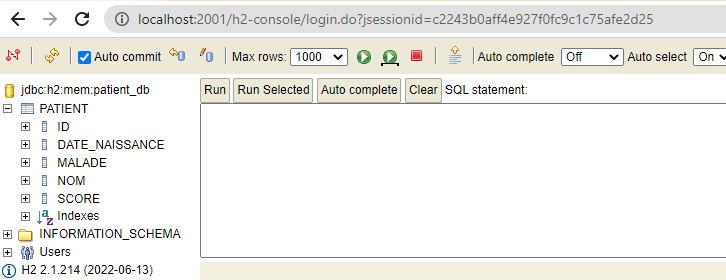 localhost:2001/h2-console/login.do?jsessionid=c2243b0aff4e927f0fc9c1c75afe2d25
Auto commit Max rows: 1000 Auto complete Off Auto select On
jdbc:h2:mem:patient_db
Run Run Selected Auto complete Clear SQL statement:
PATIENT
ID
DATE_NAISSANCE
MALADE
NOM
SCORE
Indexes
INFORMATION_SCHEMA
Users
H2 2.1.214 (2022-06-13)